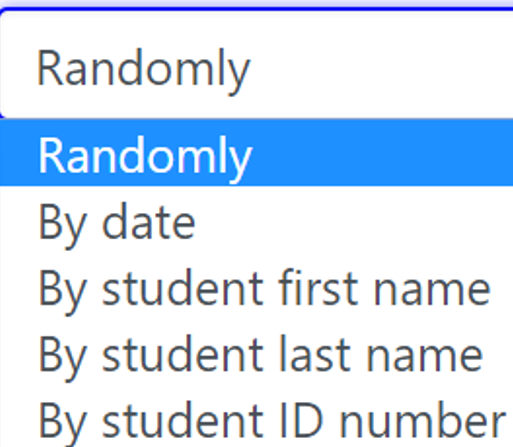 Randomly
Randomly
By date
By student first name
By student last name
By student ID number